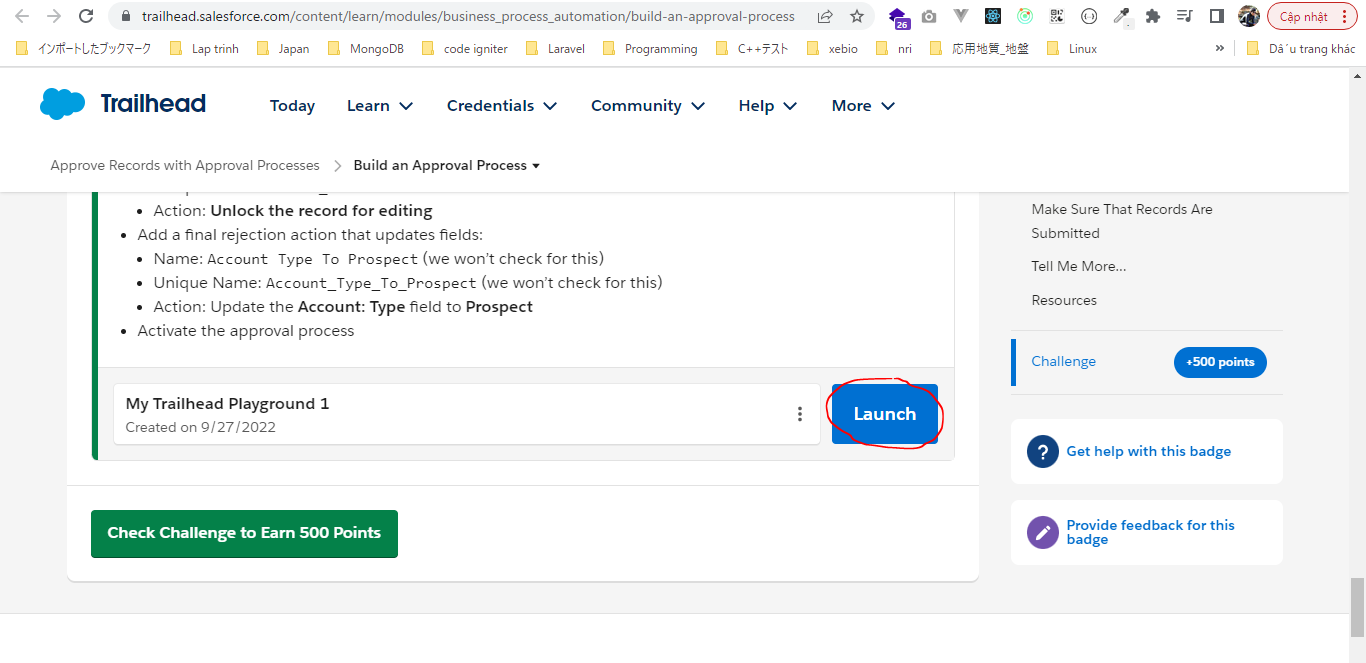 trailhead.salesforce.com/content/learn/modules/business_process_automation/build-an-approval-process
26
Cập nhật
インポートしたブックマーク Lap trinh Japan MongoDB code igniter Laravel Programming C++テスト xebio nri 応用地質_地盤 Linux » Dấu trang khác
Trailhead Today Learn Credentials Community Help More
Approve Records with Approval Processes Build an Approval Process
Action: Unlock the record for editing
Add a final rejection action that updates fields:
Name: Account Type To Prospect (we won’t check for this)
Unique Name: Account_Type_To_Prospect (we won’t check for this)
Action: Update the Account: Type field to Prospect
Activate the approval process
My Trailhead Playground 1
Created on 9/27/2022
Launch
Check Challenge to Earn 500 Points
Make Sure That Records Are
Submitted
Tell Me More...
Resources
Challenge +500 points
? Get help with this badge
Provide feedback for this
badge